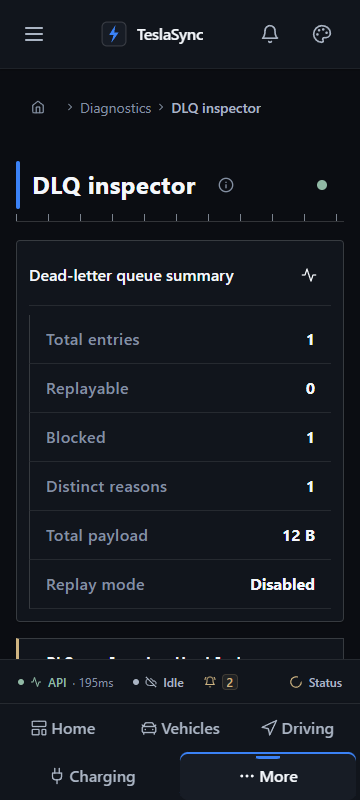 TeslaSync
Diagnostics DLQ inspector
DLQ inspector
Dead-letter queue summary
Total entries 1
Replayable 0
Blocked 1
Distinct reasons 1
Total payload 12 B
Replay mode Disabled
API · 195ms Idle 2 Status
Home Vehicles Driving
Charging More